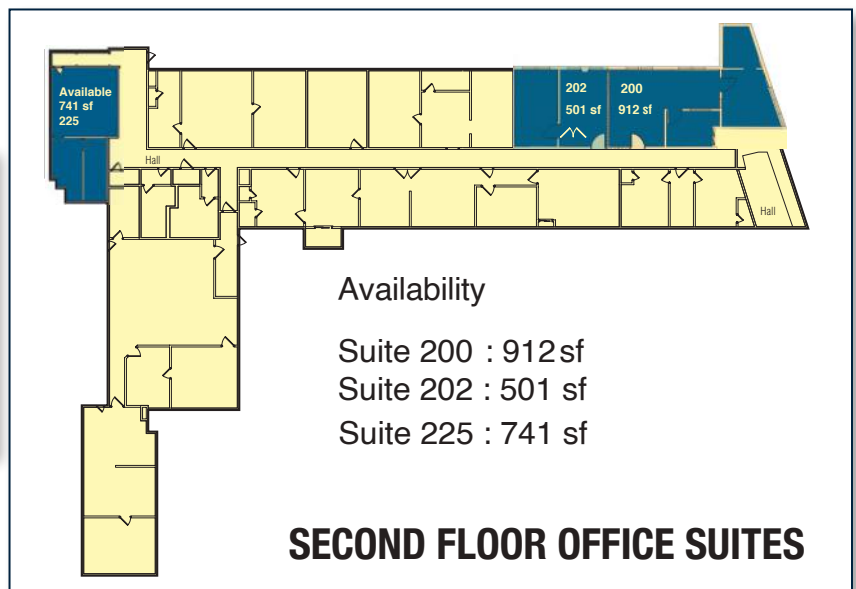 Available
741 sf
225
202
501 sf
200
912 sf
Hall
Hall
Availability
Suite 200 : 912 sf
Suite 202 : 501 sf
Suite 225 : 741 sf
SECOND FLOOR OFFICE SUITES